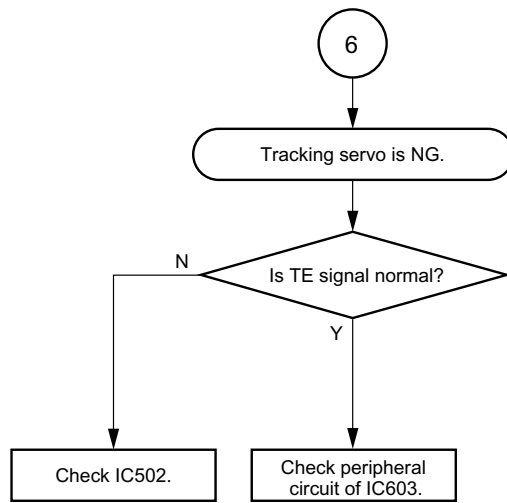 6
Tracking servo is NG.
Is TE signal normal?
N
Y
Check IC502.
Check peripheral
circuit of IC603.